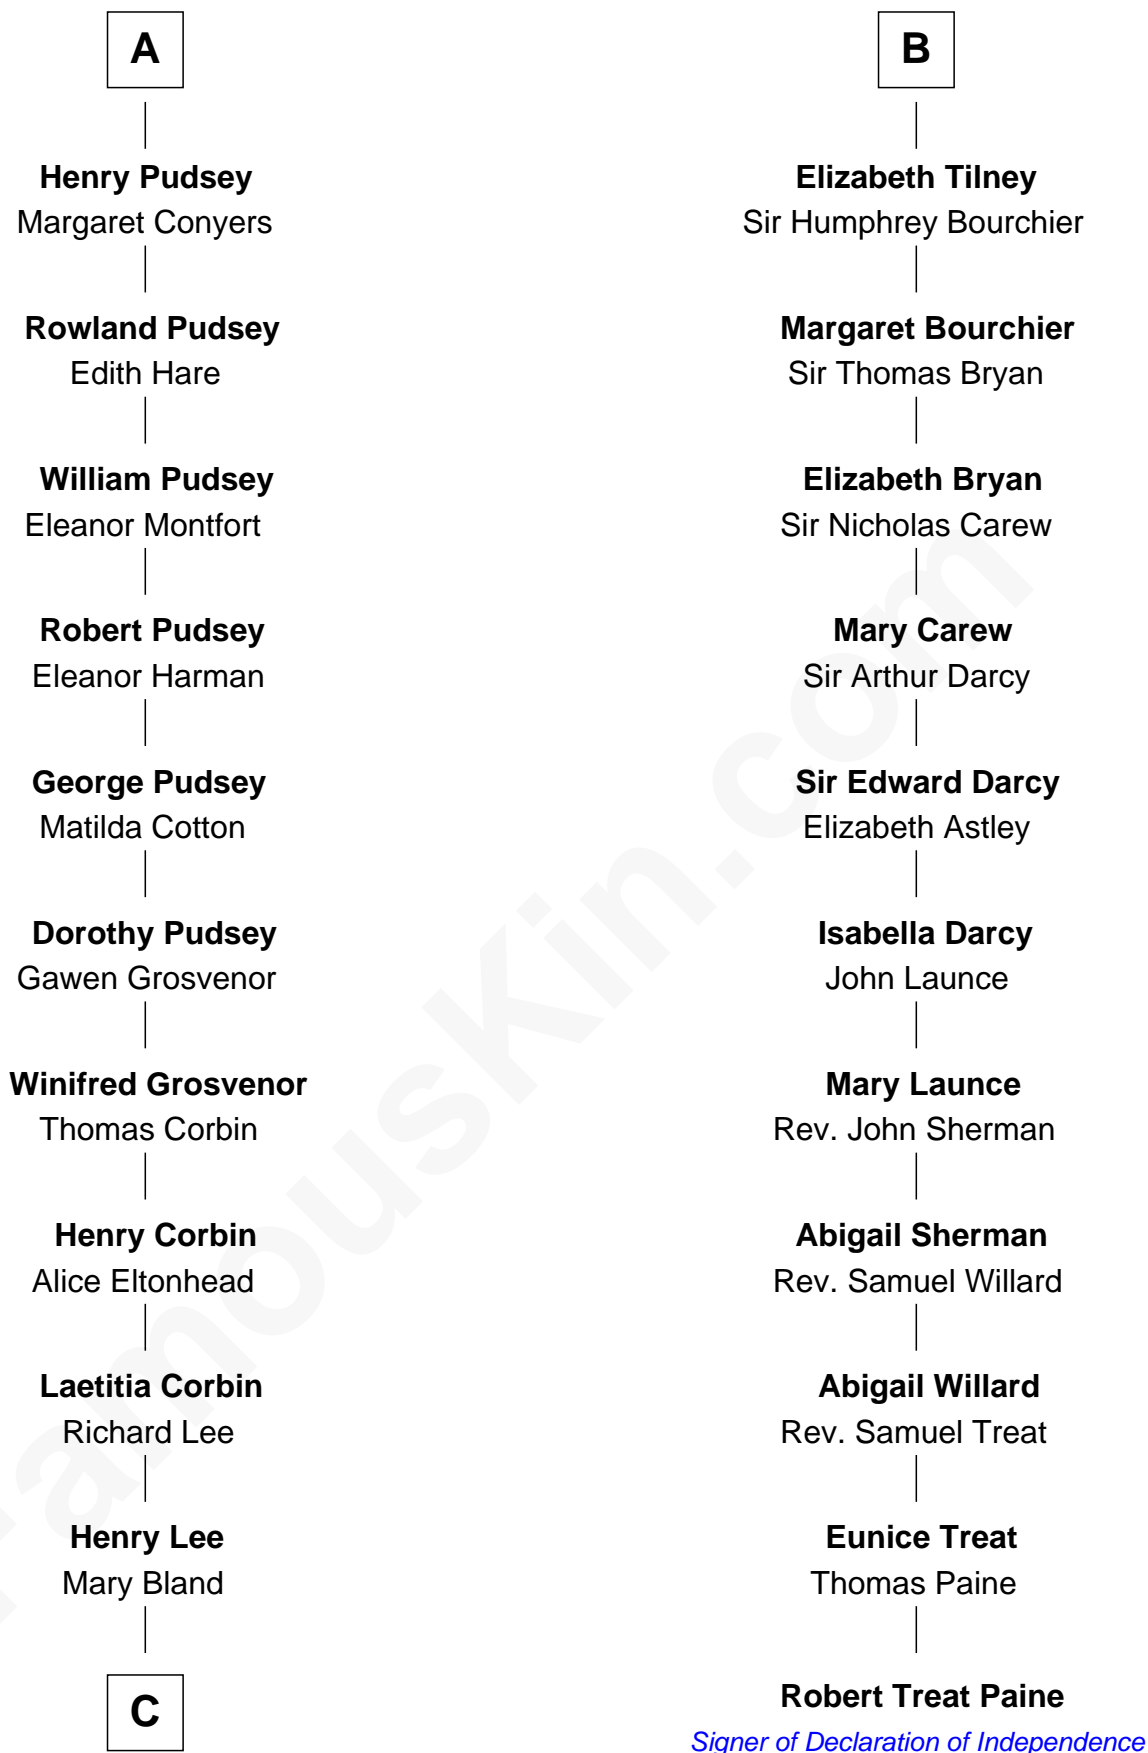 A
Henry Pudsey
Margaret Conyers
Rowland Pudsey
Edith Hare
William Pudsey
Eleanor Montfort
Robert Pudsey
Eleanor Harman
George Pudsey
Matilda Cotton
Dorothy Pudsey
Gawen Grosvenor
Winifred Grosvenor
Thomas Corbin
Henry Corbin
Alice Eltonhead
Laetitia Corbin
Richard Lee
Henry Lee
Mary Bland
C
B
Elizabeth Tilney
Sir Humphrey Bourchier
Margaret Bourchier
Sir Thomas Bryan
Elizabeth Bryan
Sir Nicholas Carew
Mary Carew
Sir Arthur Darcy
Sir Edward Darcy
Elizabeth Astley
Isabella Darcy
John Launce
Mary Launce
Rev. John Sherman
Abigail Sherman
Rev. Samuel Willard
Abigail Willard
Rev. Samuel Treat
Eunice Treat
Thomas Paine
Robert Treat Paine
Signer of Declaration of Independence
FamousKin.com